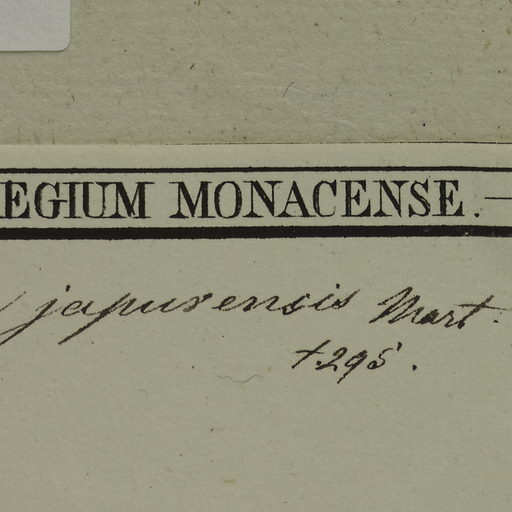 EGIUM MONACENSE.—
japurensis Mart.
t.295.